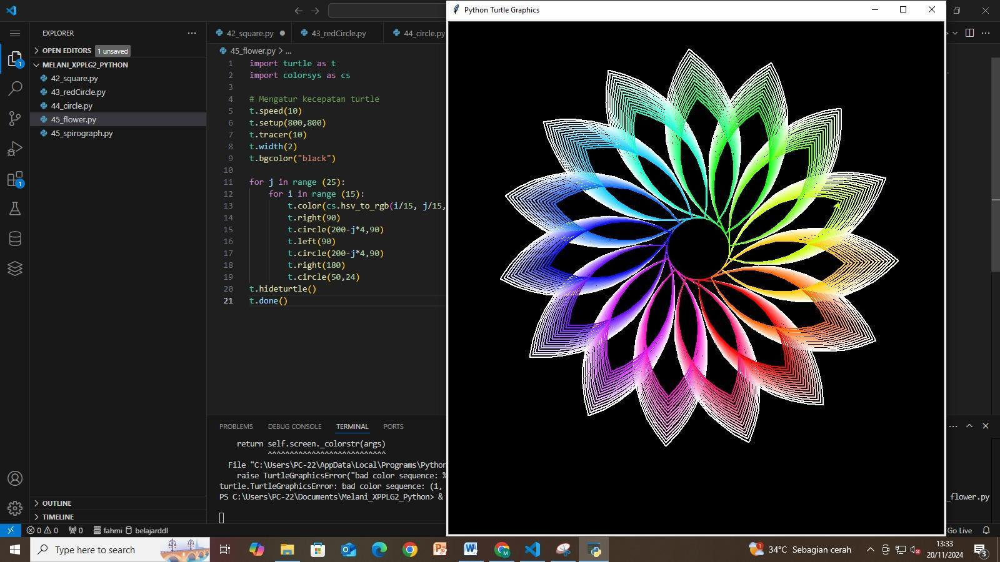 Python Turtle Graphics
EXPLORER
OPEN EDITORS 1 unsaved
MELANI_XPPLG2_PYTHON
42_square.py
43_redCircle.py
44_circle.py
45_flower.py
45_spirograph.py
OUTLINE
TIMELINE
42_square.py
43_redCircle.py
44_circle.py
45_flower.py > ...
1 import turtle as t
2 import colorsys as cs
3
4 # Mengatur kecepatan turtle
5 t.speed(10)
6 t.setup(800,800)
7 t.tracer(10)
8 t.width(2)
9 t.bgcolor("black")
10
11 for j in range (25):
12 for i in range (15):
13 t.color(cs.hsv_to_rgb(i/15, j/15,
14 t.right(90)
15 t.circle(200-j*4,90)
16 t.left(90)
17 t.circle(200-j*4,90)
18 t.right(180)
19 t.circle(50,24)
20 t.hideturtle()
21 t.done()
PROBLEMS DEBUG CONSOLE TERMINAL PORTS
return self.screen._colorstr(args)
^^^^^^^^^^^^^^^^^^^^^^^^^^
File "C:\Users\PC-22\AppData\Local\Programs\Python
raise TurtleGraphicsError("bad color sequence: %
turtle.TurtleGraphicsError: bad color sequence: (1,
PS C:\Users\PC-22\Documents\Melani_XPPLG2_Python> &
_flower.py
0 0 0 fahmi belajarddl
Go Live
Type here to search
34°C Sebagian cerah
13:33
20/11/2024
3
1
1